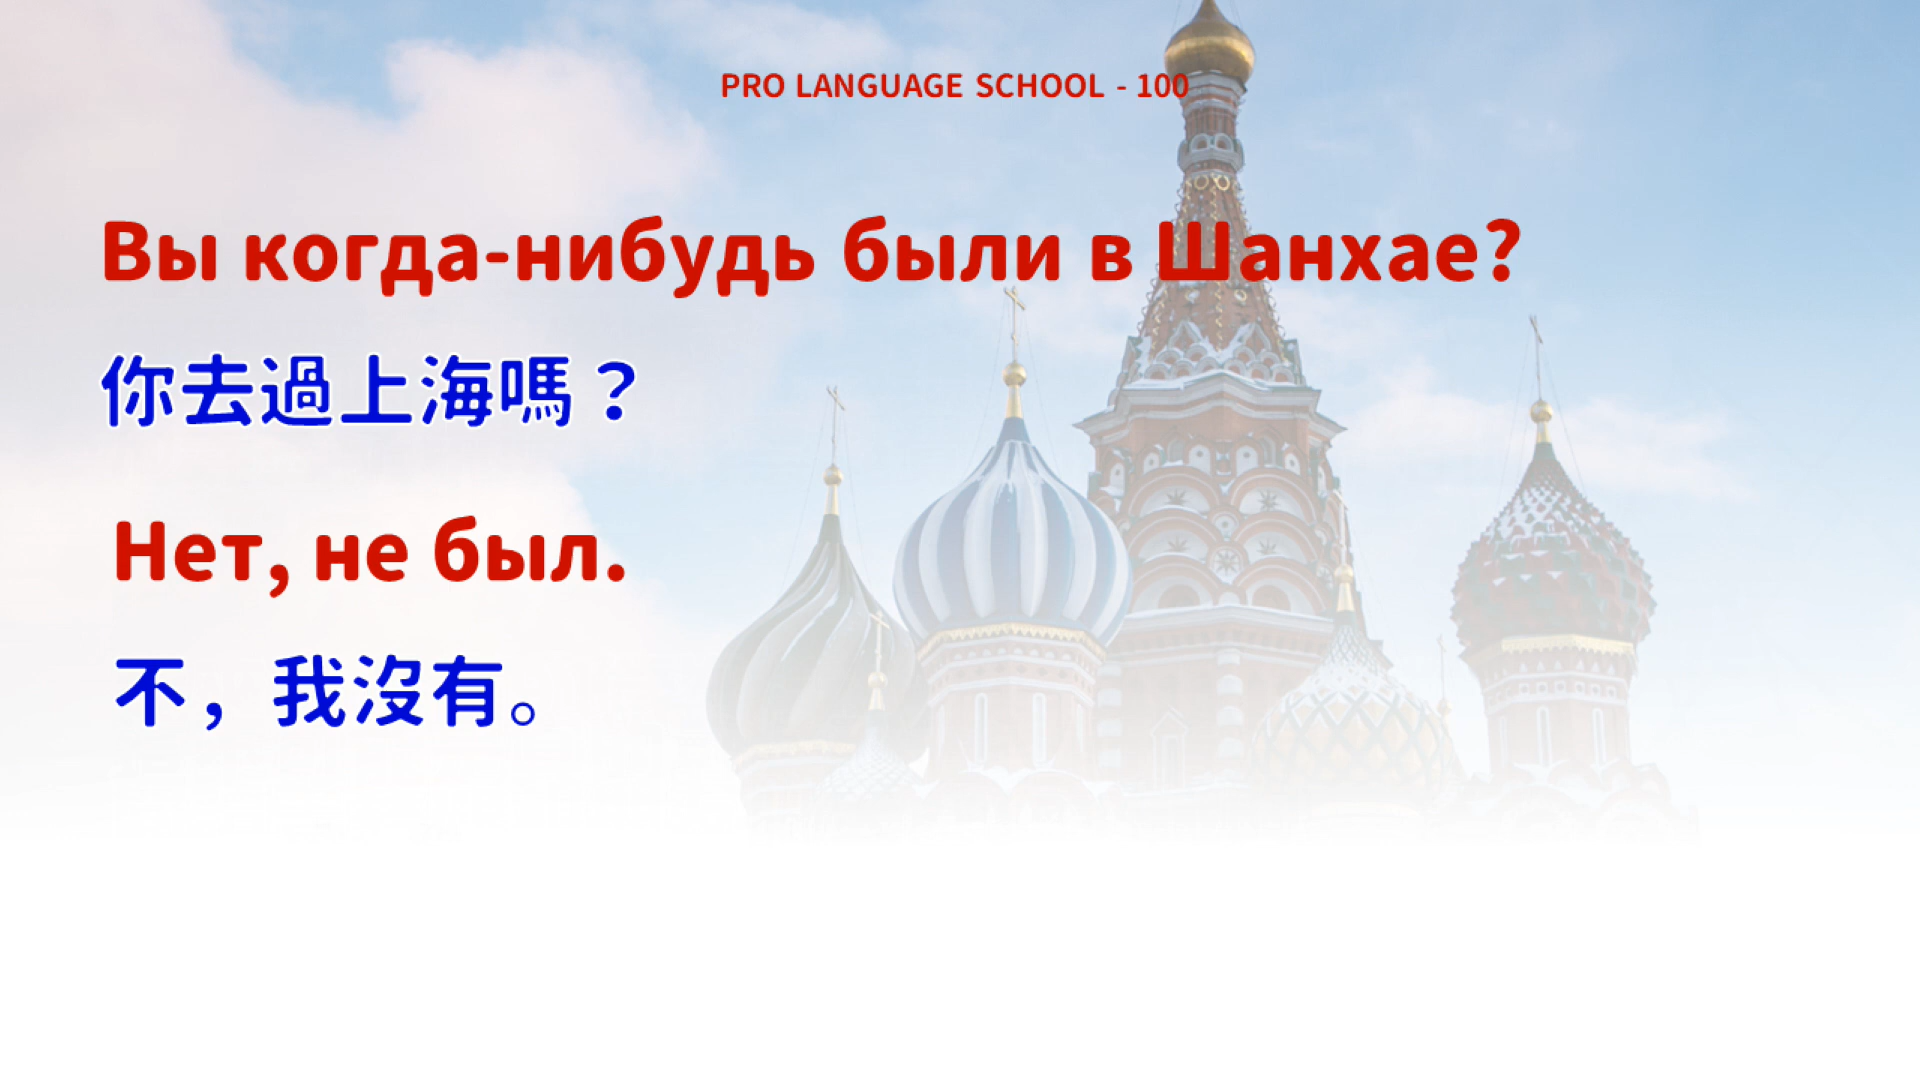 PRO LANGUAGE SCHOOL - 100
Вы когда-нибудь были в Шанхае?
你去過上海嗎？
Нет, не был.
不，我沒有。